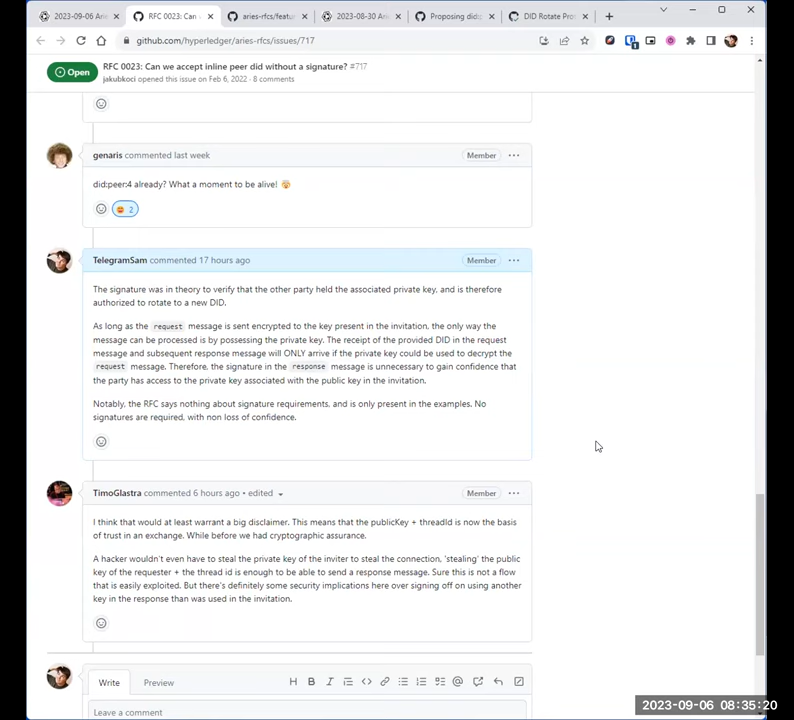 2023-09-06 Ari
RFC 0023: Can
aries-rfcs/featur
2023-08-30 Ari
Proposing did:p
DID Rotate Pro
github.com/hyperledger/aries-rfcs/issues/717
Open
RFC 0023: Can we accept inline peer did without a signature? #717
jakubkoci opened this issue on Feb 6, 2022 · 8 comments
genaris commented last week
Member
did:peer:4 already? What a moment to be alive! 🤯
2
TelegramSam commented 17 hours ago
Member
The signature was in theory to verify that the other party held the associated private key, and is therefore
authorized to rotate to a new DID.
As long as the request message is sent encrypted to the key present in the invitation, the only way the
message can be processed is by possessing the private key. The receipt of the provided DID in the request
message and subsequent response message will ONLY arrive if the private key could be used to decrypt the
request message. Therefore, the signature in the response message is unnecessary to gain confidence that
the party has access to the private key associated with the public key in the invitation.
Notably, the RFC says nothing about signature requirements, and is only present in the examples. No
signatures are required, with non loss of confidence.
TimoGlastra commented 6 hours ago • edited
Member
I think that would at least warrant a big disclaimer. This means that the publicKey + threadId is now the basis
of trust in an exchange. While before we had cryptographic assurance.
A hacker wouldn't even have to steal the private key of the inviter to steal the connection, 'stealing' the public
key of the requester + the thread id is enough to be able to send a response message. Sure this is not a flow
that is easily exploited. But there's definitely some security implications here over signing off on using another
key in the response than was used in the invitation.
Write
Preview
Leave a comment
2023-09-06 08:35:20